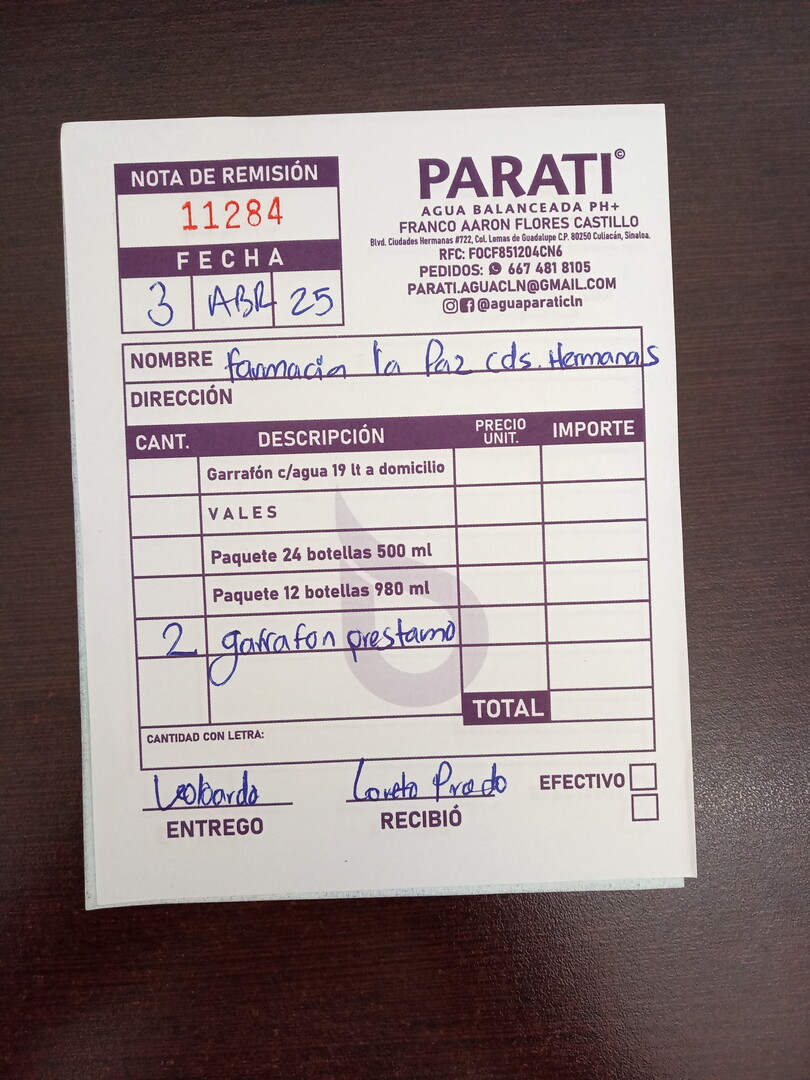 NOTA DE REMISIÓN
11284
FECHA
3 ABR 25
PARATI©
AGUA BALANCEADA PH+
FRANCO AARON FLORES CASTILLO
Blvd. Ciudades Hermanas #722, Col. Lomas de Guadalupe C.P. 80250 Culiacán, Sinaloa.
RFC: FOCF851204CN6
PEDIDOS: 667 481 8105
PARATI.AGUACLN@GMAIL.COM
@aguaparaticln
NOMBRE farmacia la Paz cds. Hermanas
DIRECCIÓN
CANT. DESCRIPCIÓN PRECIO UNIT. IMPORTE
Garrafón c/agua 19 lt a domicilio
VALES
Paquete 24 botellas 500 ml
Paquete 12 botellas 980 ml
2 garrafon prestamo
TOTAL
CANTIDAD CON LETRA:
Leobardo Loreto Prado EFECTIVO
ENTREGO RECIBIÓ